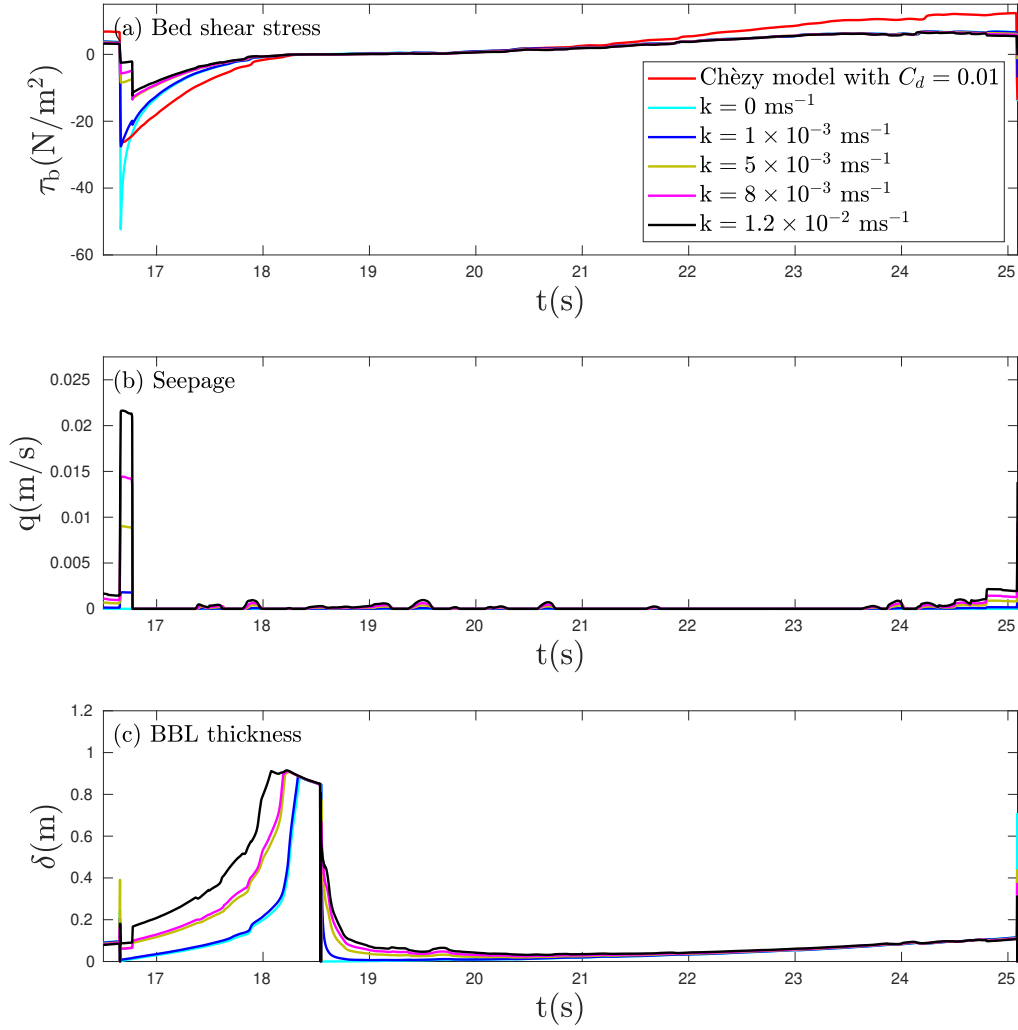 (a) Bed shear stress
0
-20
-40
-60
τ_b(N/m²)
Chèzy model with C_d = 0.01
k = 0 ms⁻¹
k = 1 × 10⁻³ ms⁻¹
k = 5 × 10⁻³ ms⁻¹
k = 8 × 10⁻³ ms⁻¹
k = 1.2 × 10⁻² ms⁻¹
17 18 19 20 21 22 23 24 25
t(s)
(b) Seepage
0.025
0.02
0.015
0.01
0.005
0
q(m/s)
17 18 19 20 21 22 23 24 25
t(s)
(c) BBL thickness
1.2
1
0.8
0.6
0.4
0.2
0
δ(m)
17 18 19 20 21 22 23 24 25
t(s)